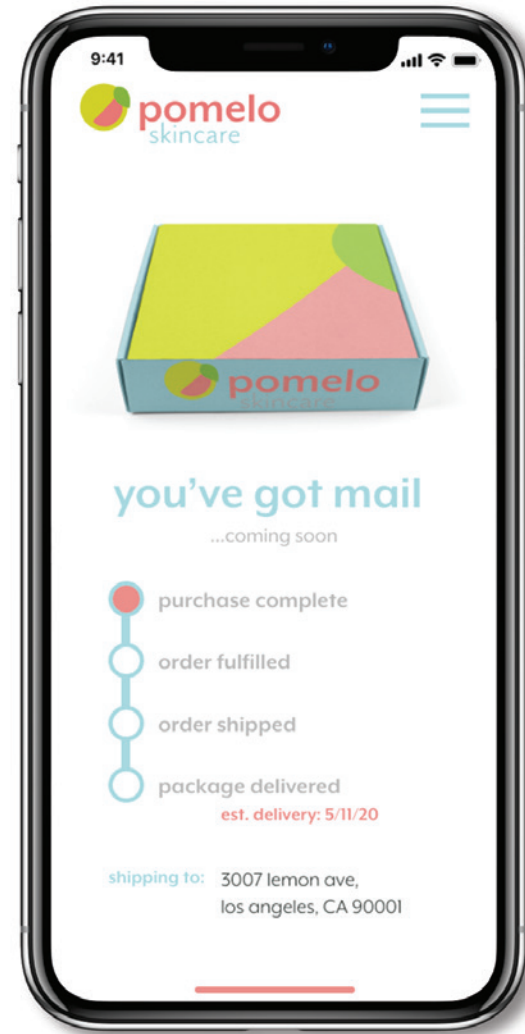 9:41
pomelo
skincare
pomelo
skincare
you've got mail
...coming soon
purchase complete
order fulfilled
order shipped
package delivered
est. delivery: 5/11/20
shipping to: 3007 lemon ave,
los angeles, CA 90001